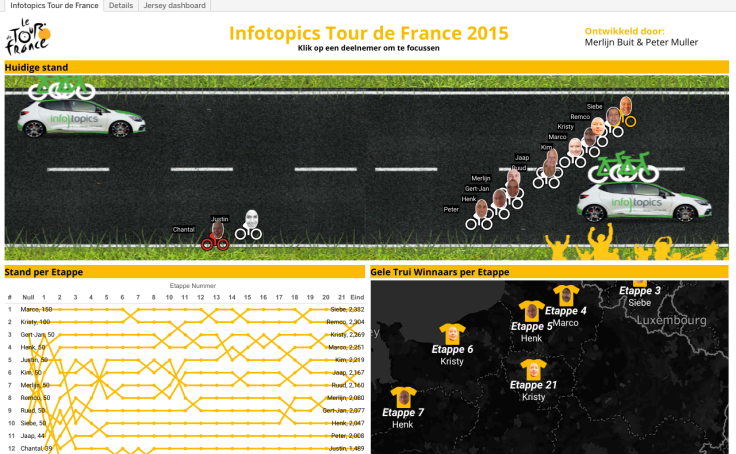 Infotopics Tour de France
Details
Jersey dashboard
le
TOUR
de
france
Infotopics Tour de France 2015
Klik op een deelnemer om te focussen
Ontwikkeld door:
Merlijn Buit & Peter Muller
Huidige stand
infotopics
Siebe
Remco
Kristy
Marco
Kim
Jaap
Ruud
Merlijn
Gert-Jan
Henk
Peter
infotopics
Justin
Chantal
Stand per Etappe
Etappe Nummer
# Null 1 2 3 4 5 6 7 8 9 10 11 12 13 14 15 16 17 18 19 20 21 Eind
1 Marco, 150 Siebe, 2,332
2 Kristy, 100 Remco, 2,304
3 Gert-Jan, 50 Kristy, 2,269
4 Henk, 50 Marco, 2,251
5 Justin, 50 Kim, 2,219
6 Kim, 50 Jaap, 2,167
7 Merlijn, 50 Ruud, 2,160
8 Remco, 50 Merlijn, 2,080
9 Ruud, 50 Gert-Jan, 2,077
10 Siebe, 50 Henk, 2,047
11 Jaap, 44 Peter, 2,008
12 Chantal, 39 Justin, 1,489
Gele Trui Winnaars per Etappe
Etappe 3
Siebe
Etappe 4
Marco
Luxembourg
Etappe 5
Henk
Etappe 6
Kristy
Etappe 21
Kristy
Etappe 7
Henk